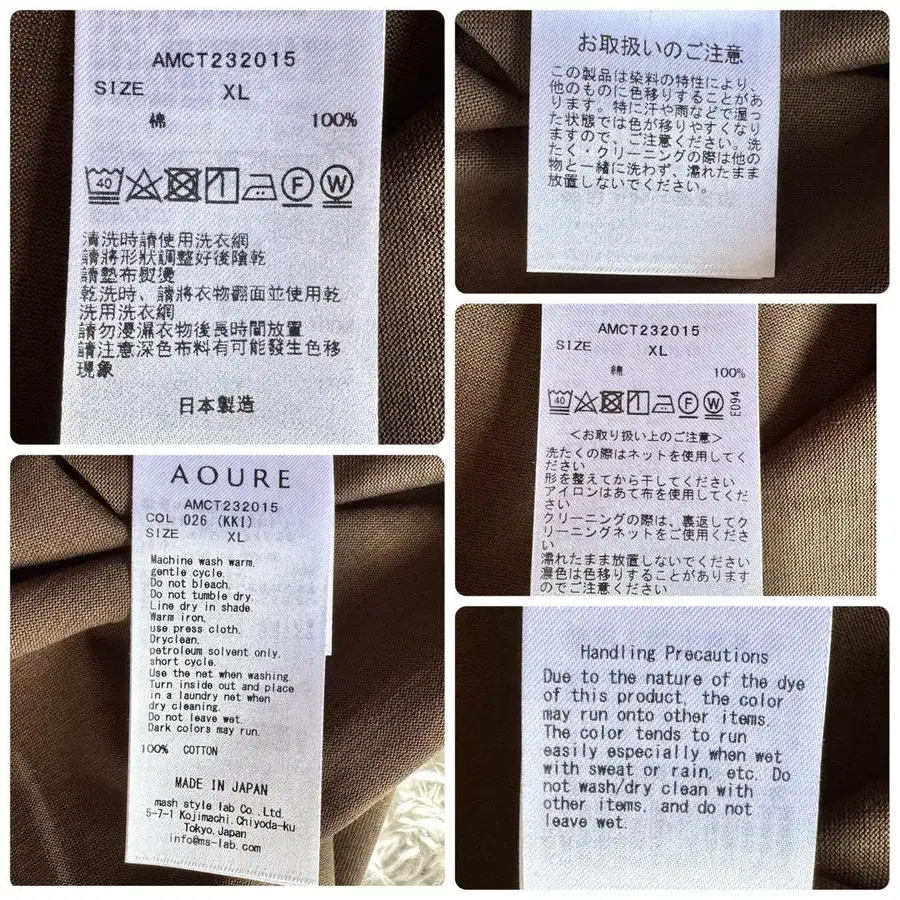 AMCT232015
SIZE XL
棉 100%
40 1 F W
清洗時請使用洗衣網
請將形狀調整好後陰乾
請墊布熨燙
乾洗時、請將衣物翻面並使用乾
洗用洗衣網
請勿浸濕衣物後長時間放置
請注意深色布料有可能發生色移
現象
日本製造
お取扱いのご注意
この製品は染料の特性により、
他のものに色移りすることがあ
ります。特に汗や雨などで湿っ
た状態では色が移りやすくなり
ますので、ご注意ください。洗
たく・クリーニングの際は他の
物と一緒に洗わず、濡れたまま
放置しないでください。
AMCT232015
SIZE XL
綿 100%
40 1 F W E094
<お取り扱い上のご注意>
洗たくの際はネットを使用してく
ださい
形を整えてから干してください
アイロンはあて布を使用してくだ
さい
クリーニングの際は、裏返してク
リーニングネットをご使用くださ
い
濡れたまま放置しないでください
濃色は色移りすることがあります
のでご注意ください
AOURE
AMCT232015
COL 026 (KKI)
SIZE XL
Machine wash warm,
gentle cycle.
Do not bleach.
Do not tumble dry.
Line dry in shade.
Warm iron,
use press cloth.
Dryclean,
petroleum solvent only,
short cycle.
Use the net when washing.
Turn inside out and place
in a laundry net when
dry cleaning.
Do not leave wet.
Dark colors may run.
100% COTTON
MADE IN JAPAN
mash style lab Co.,Ltd.
5-7-1 Kojimachi,Chiyoda-ku
Tokyo,Japan
info@ms-lab.com
Handling Precautions
Due to the nature of the dye
of this product, the color
may run onto other items.
The color tends to run
easily especially when wet
with sweat or rain, etc. Do
not wash/dry clean with
other items, and do not
leave wet.